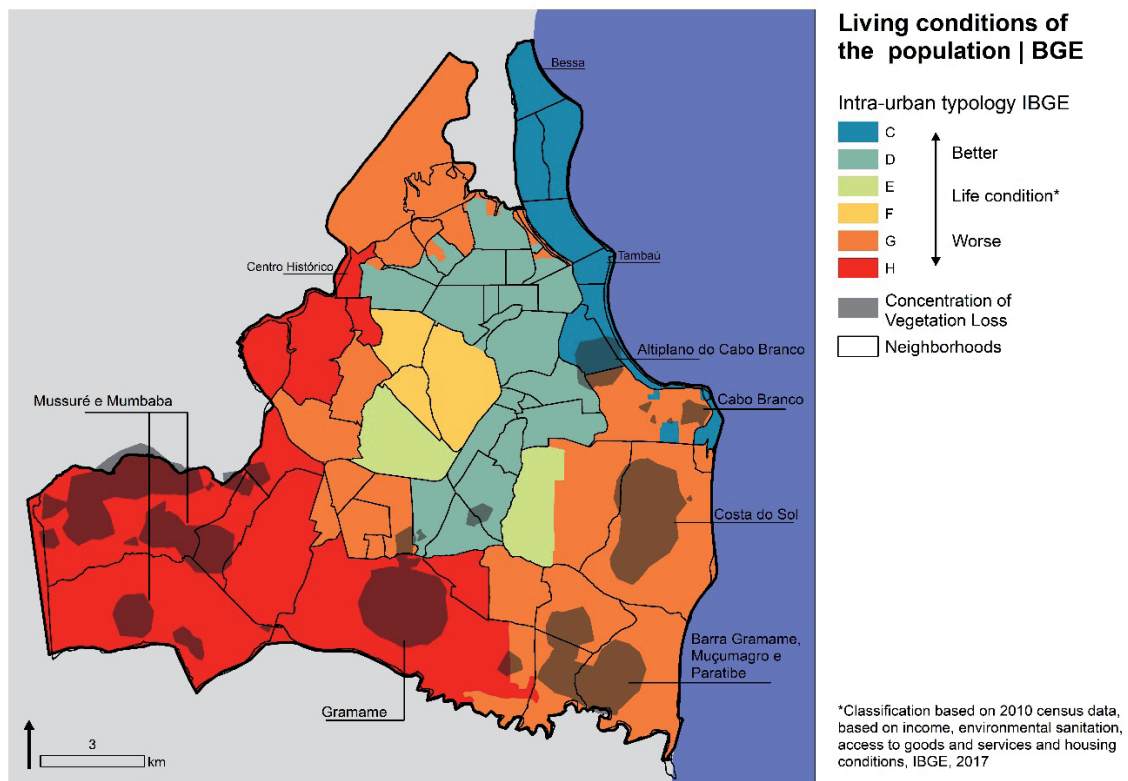 Living conditions of
the population | BGE
Intra-urban typology IBGE
C
D
E
F
G
H
Better
Life condition*
Worse
Concentration of
Vegetation Loss
Neighborhoods
Bessa
Centro Histórico
Tambaú
Altiplano do Cabo Branco
Mussuré e Mumbaba
Cabo Branco
Costa do Sol
Barra Gramame,
Muçumagro e
Paratibe
Gramame
3
km
*Classification based on 2010 census data,
based on income, environmental sanitation,
access to goods and services and housing
conditions, IBGE, 2017